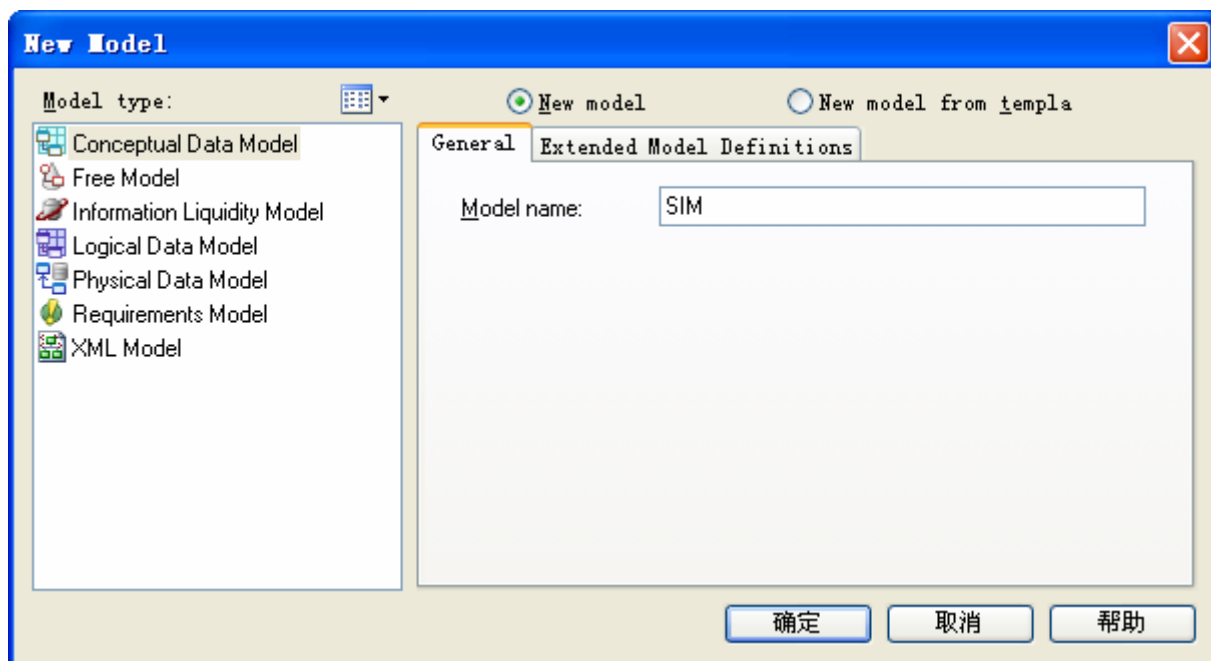 New Model
Model type:
New model
New model from templa
Conceptual Data Model
Free Model
Information Liquidity Model
Logical Data Model
Physical Data Model
Requirements Model
XML Model
General
Extended Model Definitions
Model name:
SIM
确定
取消
帮助